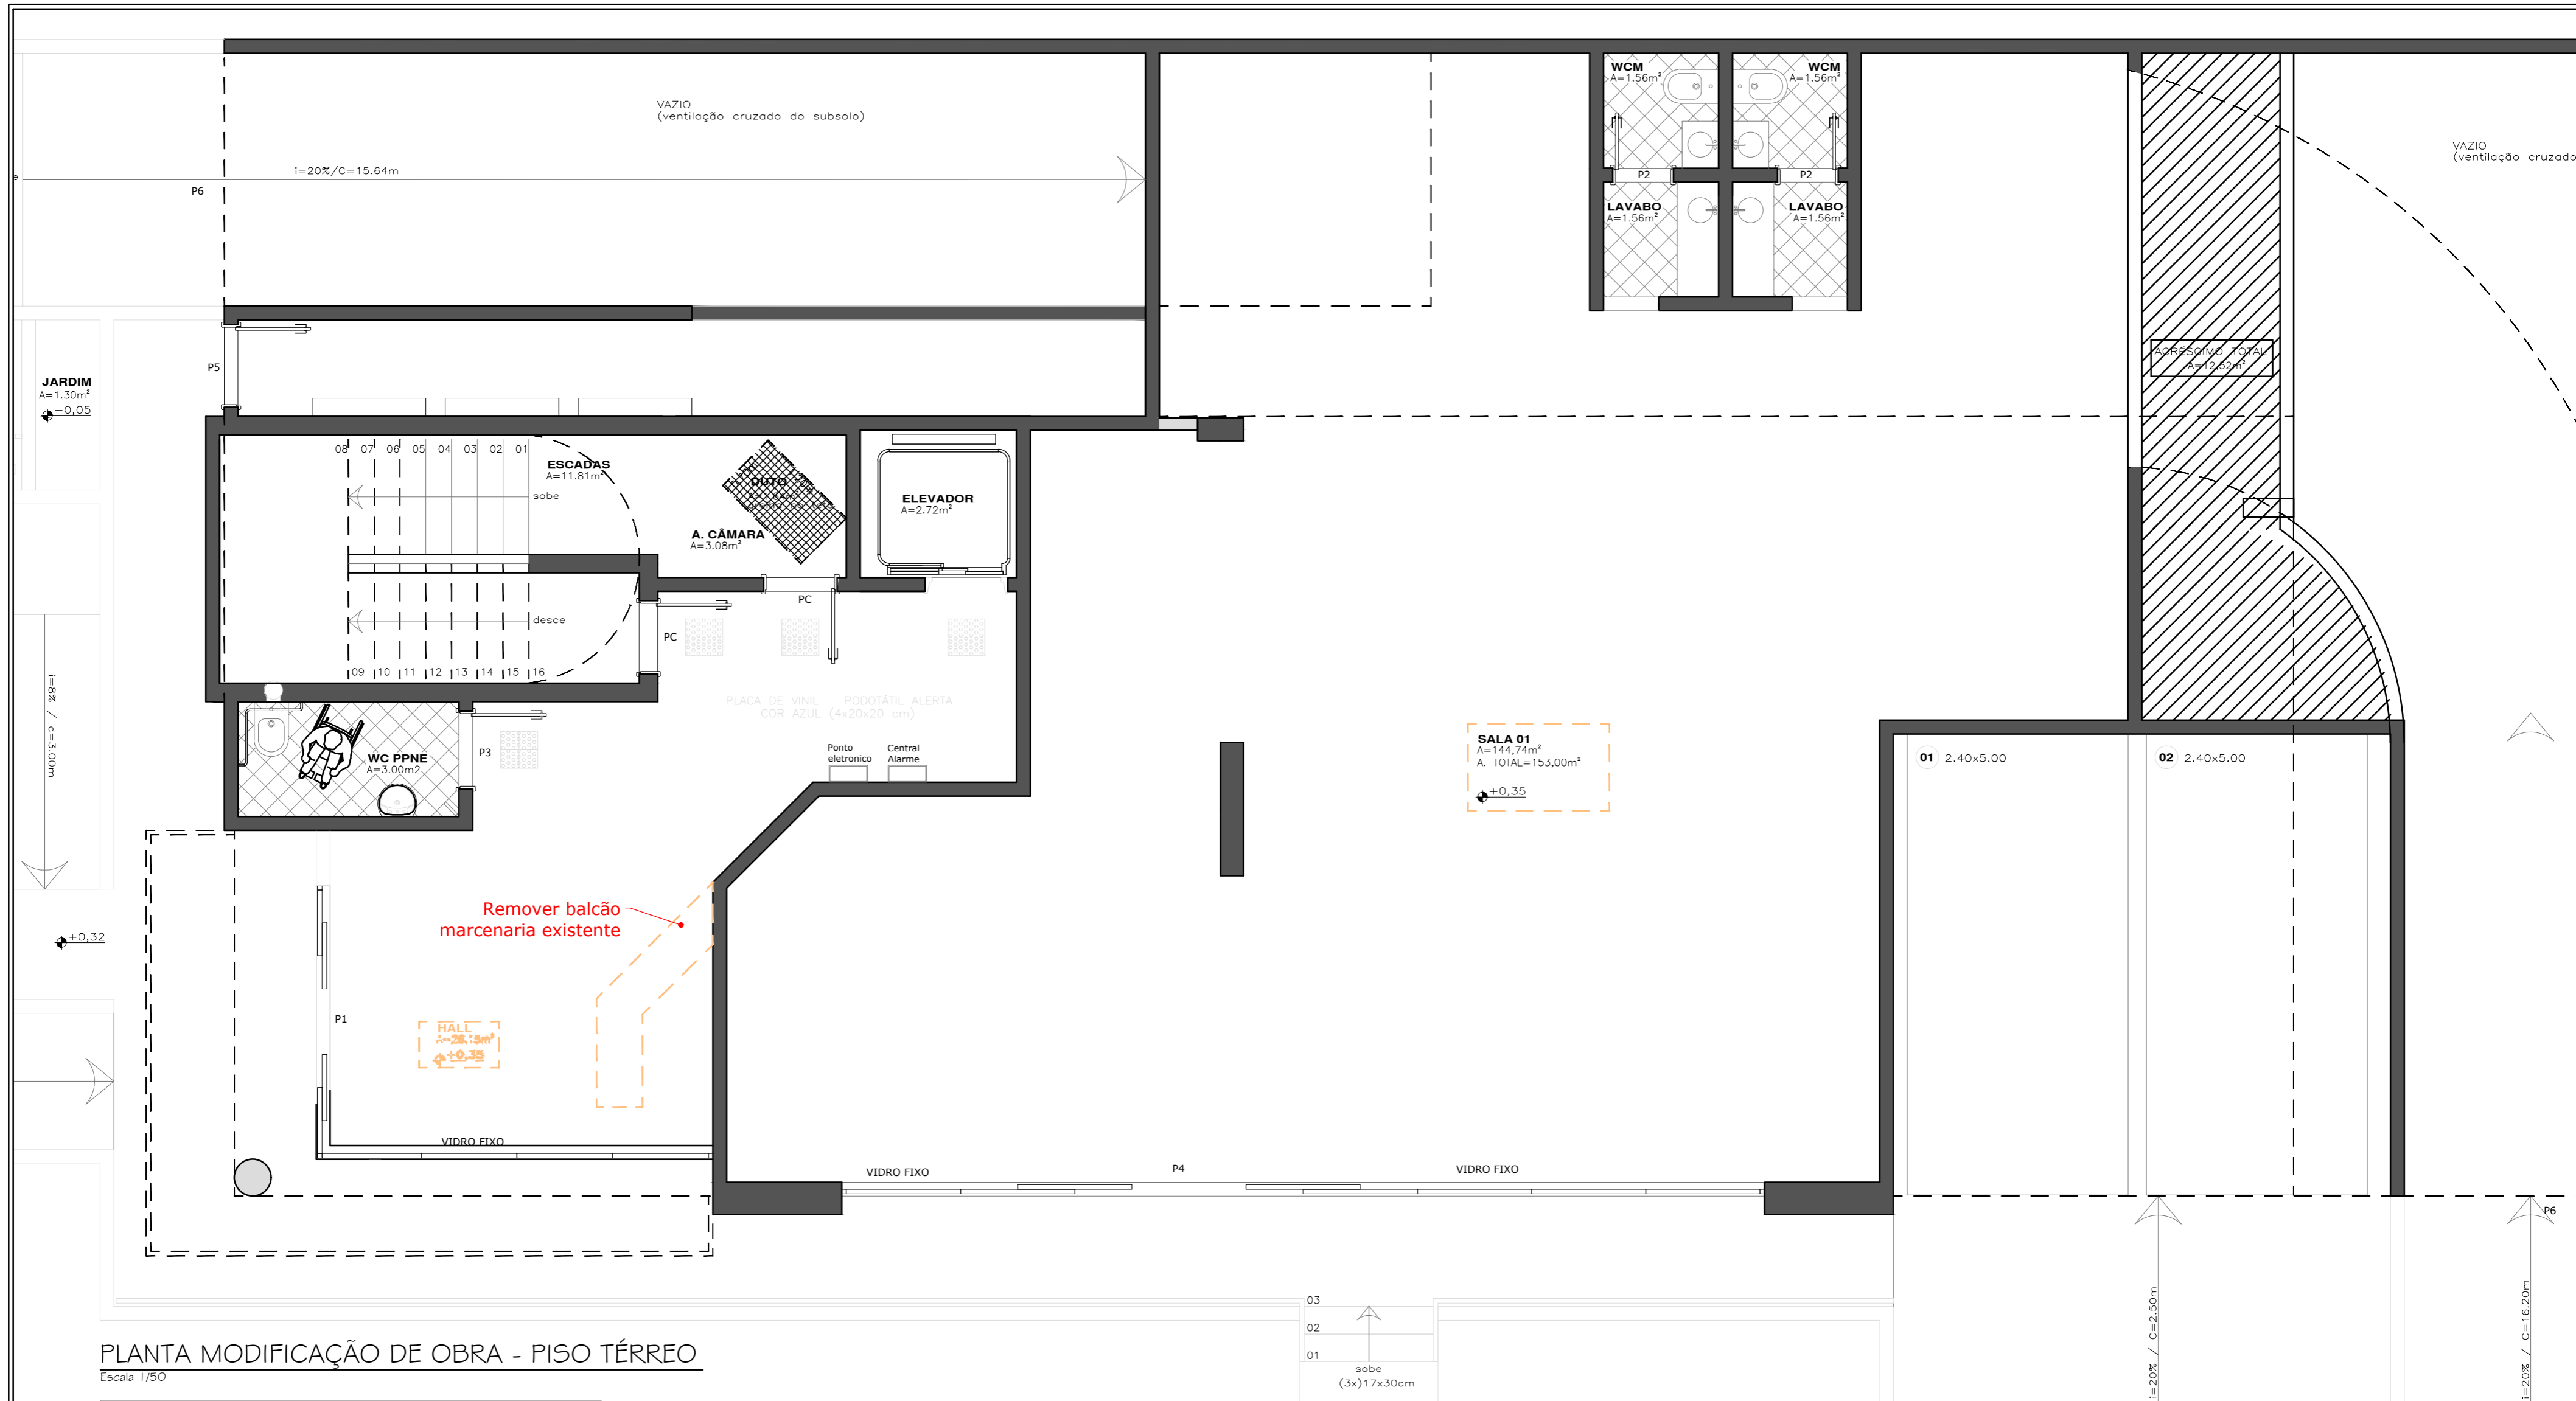 VAZIO
(ventilação cruzado do subsolo)
i=20%/C=15.64m
P6
WCM
A=1.56m²
WCM
A=1.56m²
P2
P2
LAVABO
A=1.56m²
LAVABO
A=1.56m²
VAZIO
(ventilação cruzado
ACRÉSCIMO TOTAL
A=12,52m²
P5
JARDIM
A=1.30m²
-0,05
08 07 06 05 04 03 02 01
ESCADAS
A=11.81m²
sobe
DUTO
A. CÂMARA
A=3.08m²
ELEVADOR
A=2.72m²
PC
PC
desce
09 10 11 12 13 14 15 16
i=8% / c=3.00m
PLACA DE VINIL – PODOTÁTIL ALERTA
COR AZUL (4x20x20 cm)
WC PPNE
A=3.00m2
P3
Ponto
eletronico
Central
Alarme
SALA 01
A=144,74m²
A. TOTAL=153,00m²
+0,35
01 2.40x5.00
02 2.40x5.00
Remover balcão
marcenaria existente
+0,32
P1
HALL
+0,35
VIDRO FIXO
VIDRO FIXO
P4
VIDRO FIXO
P6
i=20% / C=2.50m
i=20% / C=16.20m
03
02
01
sobe
(3x)17x30cm
PLANTA MODIFICAÇÃO DE OBRA - PISO TÉRREO
Escala 1/50